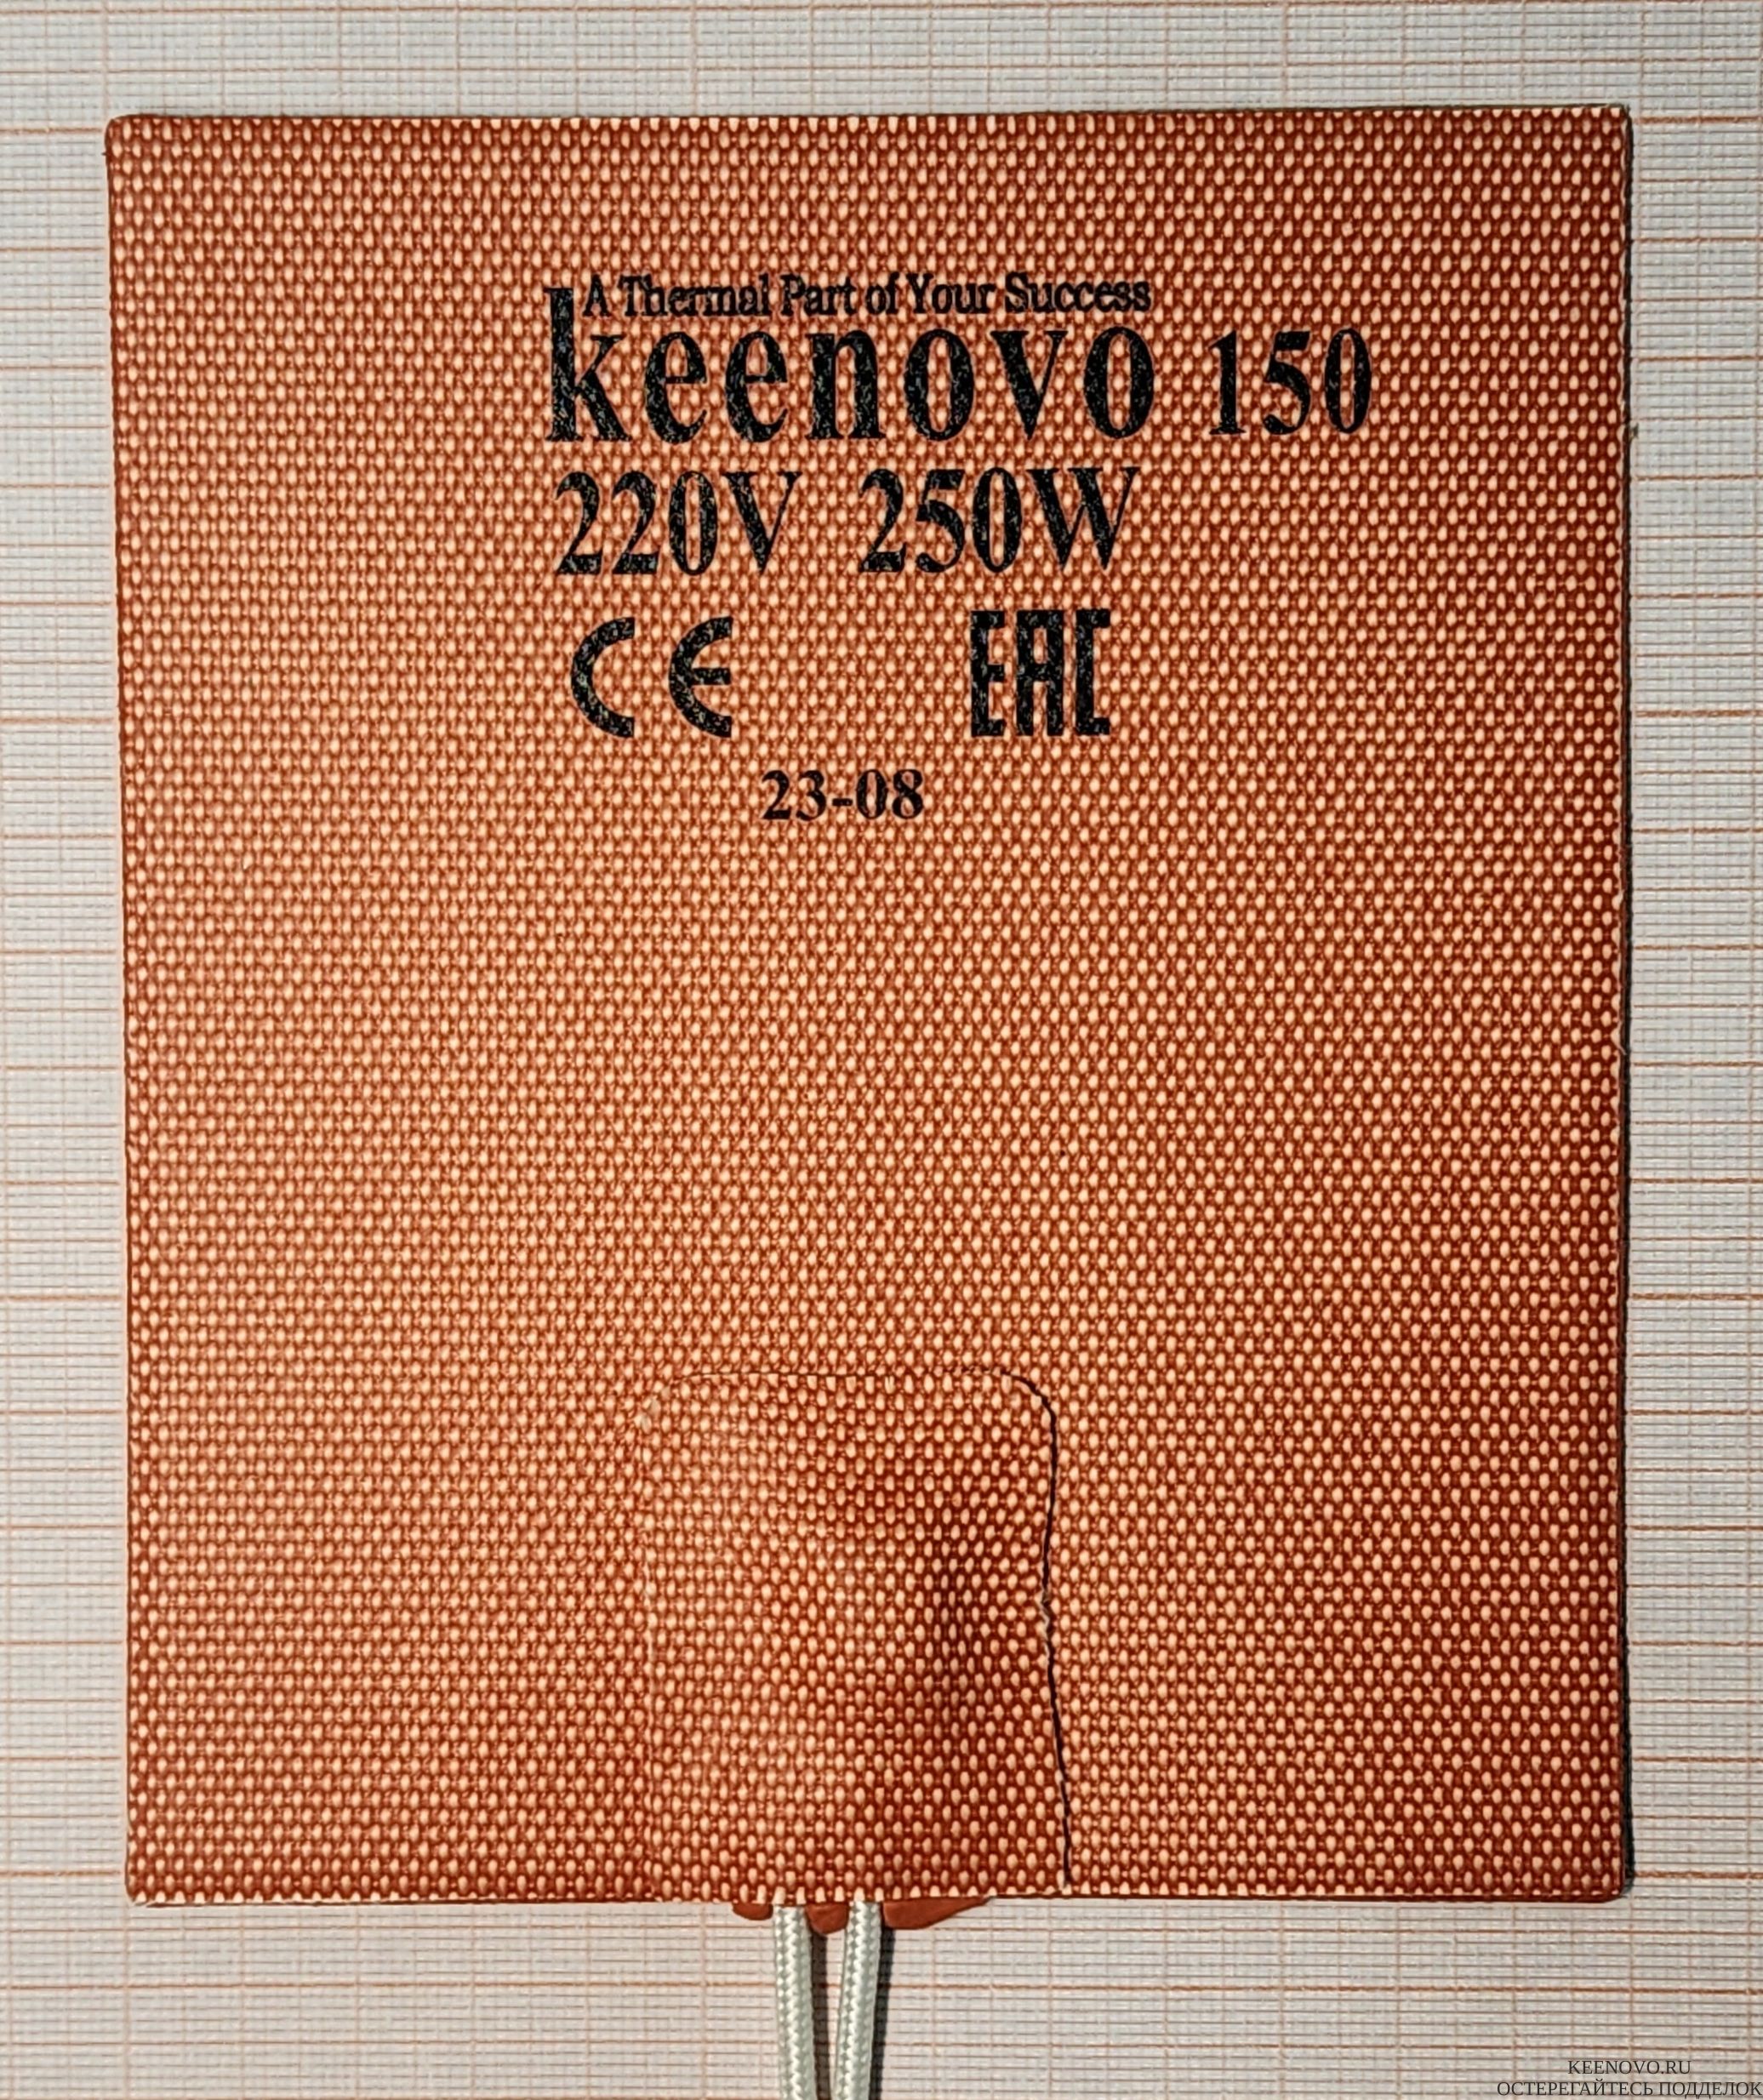 A Thermal Part of Your Success
keenovo 150
220V 250W
CE EAC
23-08
KEENOVO.RU
ОСТЕРЕГАЙТЕСЬ ПОДДЕЛОК